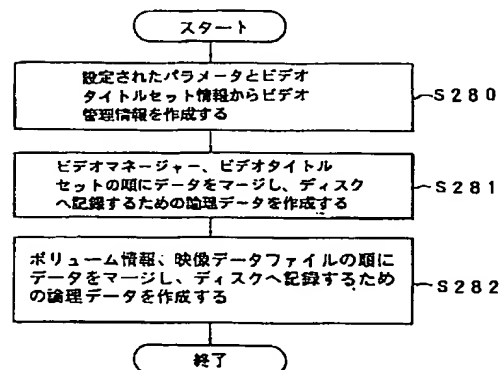 スタート
設定されたパラメータとビデオ
タイトルセット情報からビデオ
管理情報を作成する
S280
ビデオマネージャー、ビデオタイトル
セットの順にデータをマージし、ディスク
へ記録するための論理データを作成する
S281
ボリューム情報、映像データファイルの順に
データをマージし、ディスクへ記録するため
の論理データを作成する
S282
終了